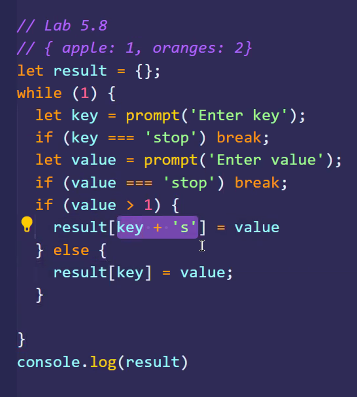 // Lab 5.8
// { apple: 1, oranges: 2}
let result = {};
while (1) {
  let key = prompt('Enter key');
  if (key === 'stop') break;
  let value = prompt('Enter value');
  if (value === 'stop') break;
  if (value > 1) {
    result[key + 's'] = value
  } else {
    result[key] = value;
  }

}
console.log(result)